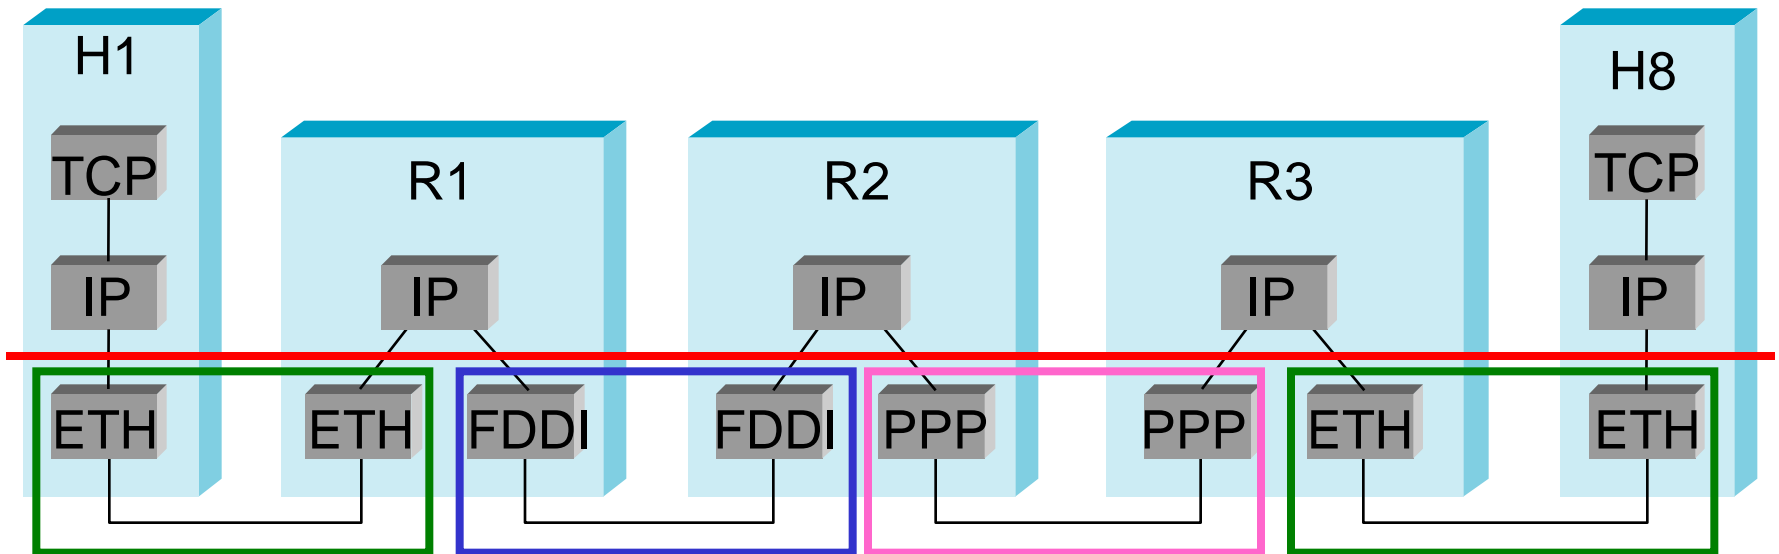 H1
TCP
IP
ETH
R1
IP
ETH FDDI
R2
IP
FDDI PPP
R3
IP
PPP ETH
H8
TCP
IP
ETH